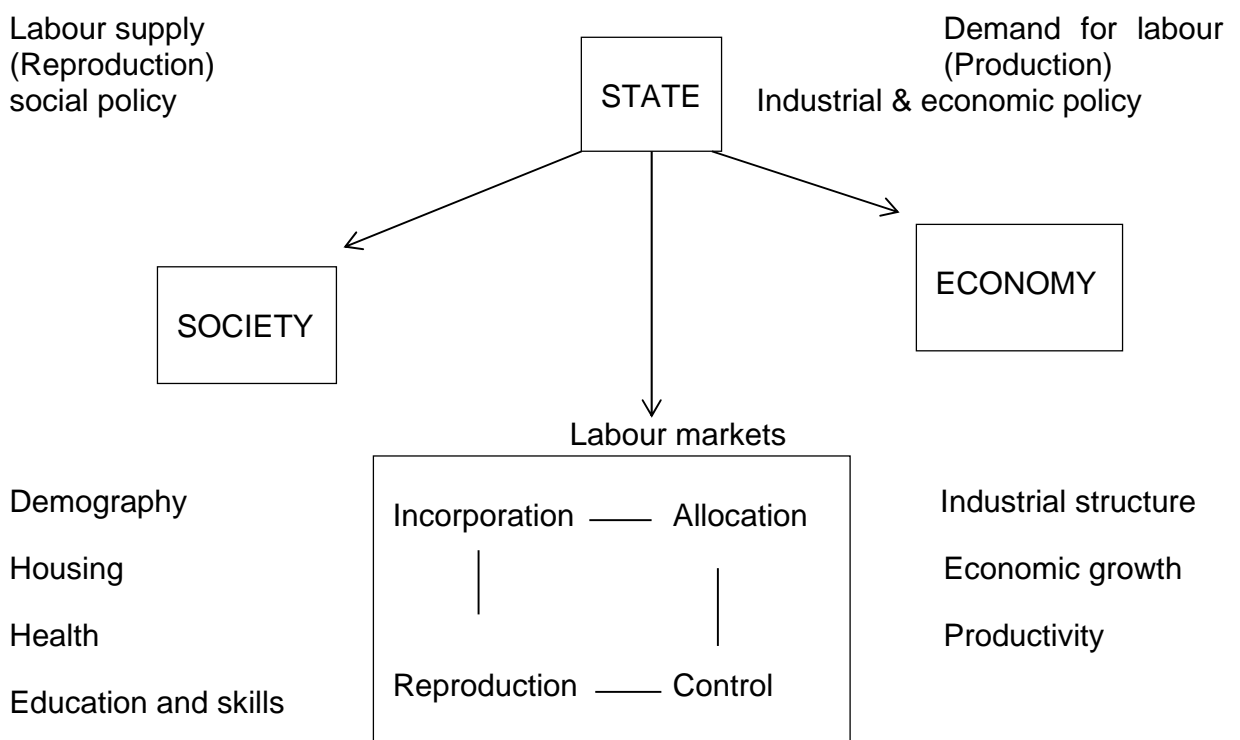 Labour supply
(Reproduction)
social policy
STATE
Demand for labour
(Production)
Industrial & economic policy
SOCIETY
ECONOMY
Labour markets
Demography
Housing
Health
Education and skills
Incorporation
Allocation
Reproduction
Control
Industrial structure
Economic growth
Productivity